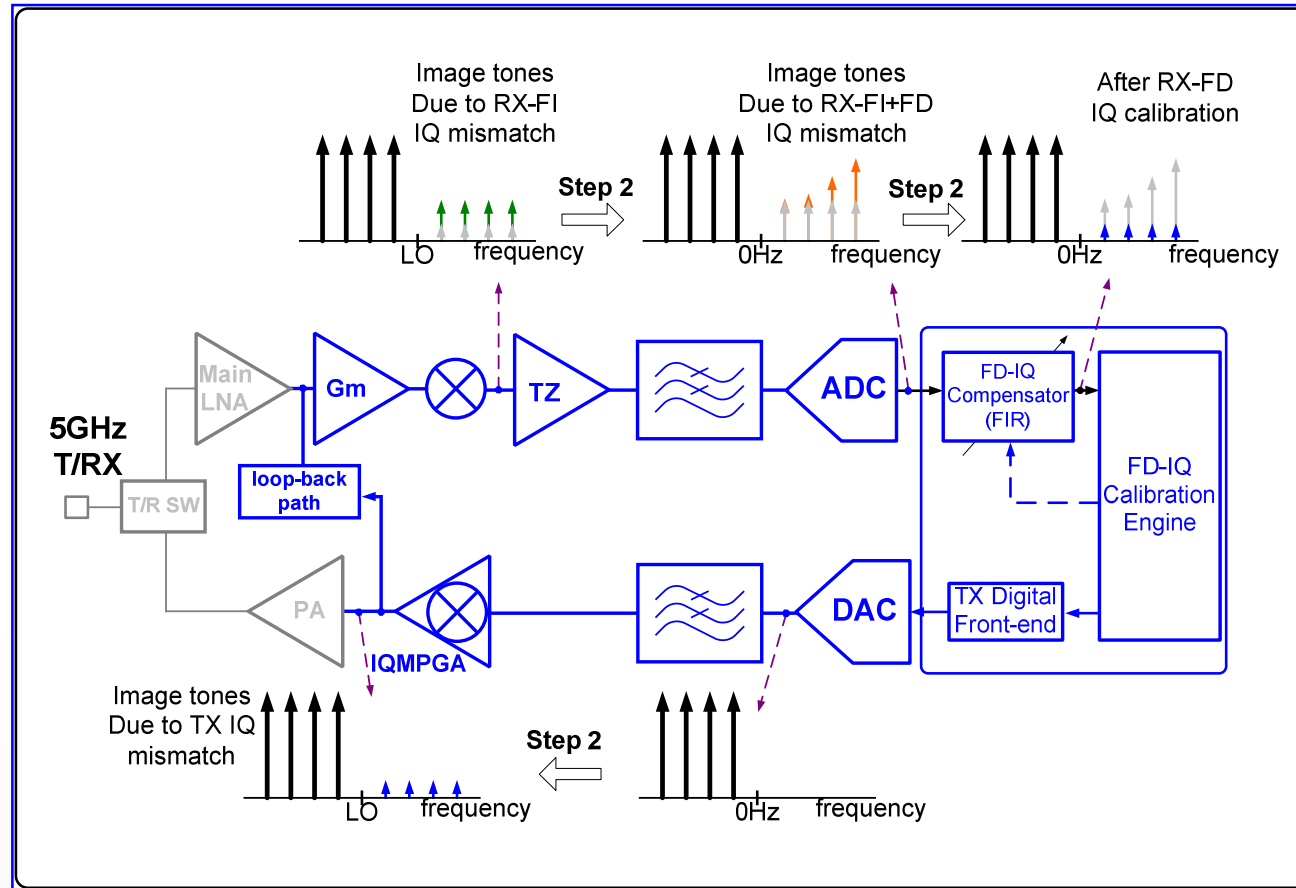 Image tones
Due to RX-FI
IQ mismatch
Image tones
Due to RX-FI+FD
IQ mismatch
After RX-FD
IQ calibration
Step 2
Step 2
LO
frequency
0Hz
frequency
0Hz
frequency
Main
LNA
Gm
TZ
ADC
FD-IQ
Compensator
(FIR)
FD-IQ
Calibration
Engine
5GHz
T/RX
T/R SW
loop-back
path
PA
IQMPGA
DAC
TX Digital
Front-end
Image tones
Due to TX IQ
mismatch
Step 2
LO
frequency
0Hz
frequency